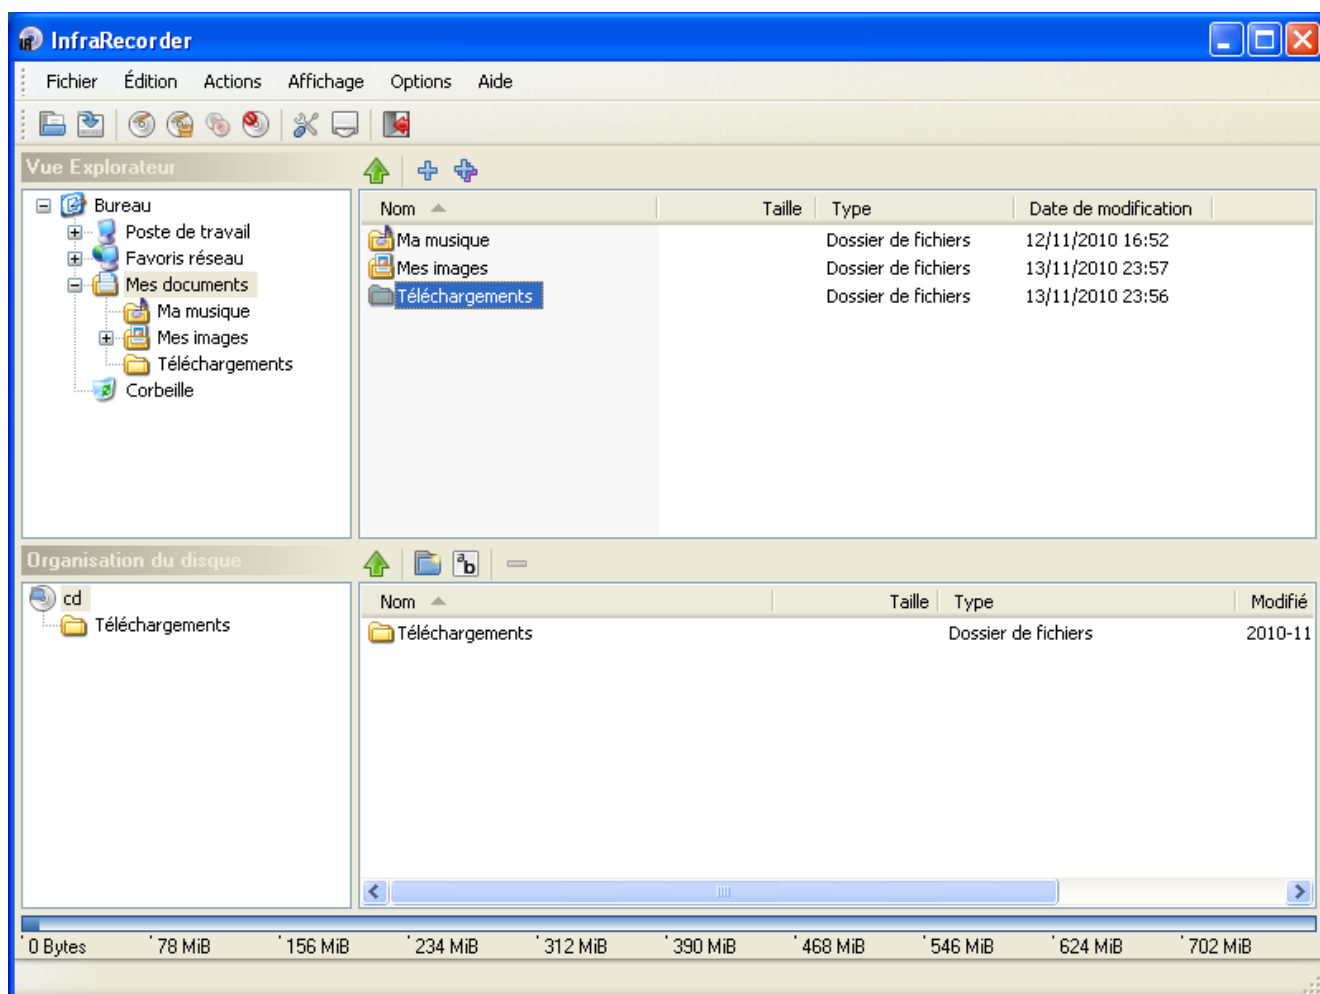 InfraRecorder
Fichier Édition Actions Affichage Options Aide
Vue Explorateur
Bureau
Poste de travail
Favoris réseau
Mes documents
Ma musique
Mes images
Téléchargements
Corbeille
Nom Taille Type Date de modification
Ma musique Dossier de fichiers 12/11/2010 16:52
Mes images Dossier de fichiers 13/11/2010 23:57
Téléchargements Dossier de fichiers 13/11/2010 23:56
Organisation du disque
cd
Téléchargements
Nom Taille Type Modifié
Téléchargements Dossier de fichiers 2010-11
0 Bytes 78 MiB 156 MiB 234 MiB 312 MiB 390 MiB 468 MiB 546 MiB 624 MiB 702 MiB